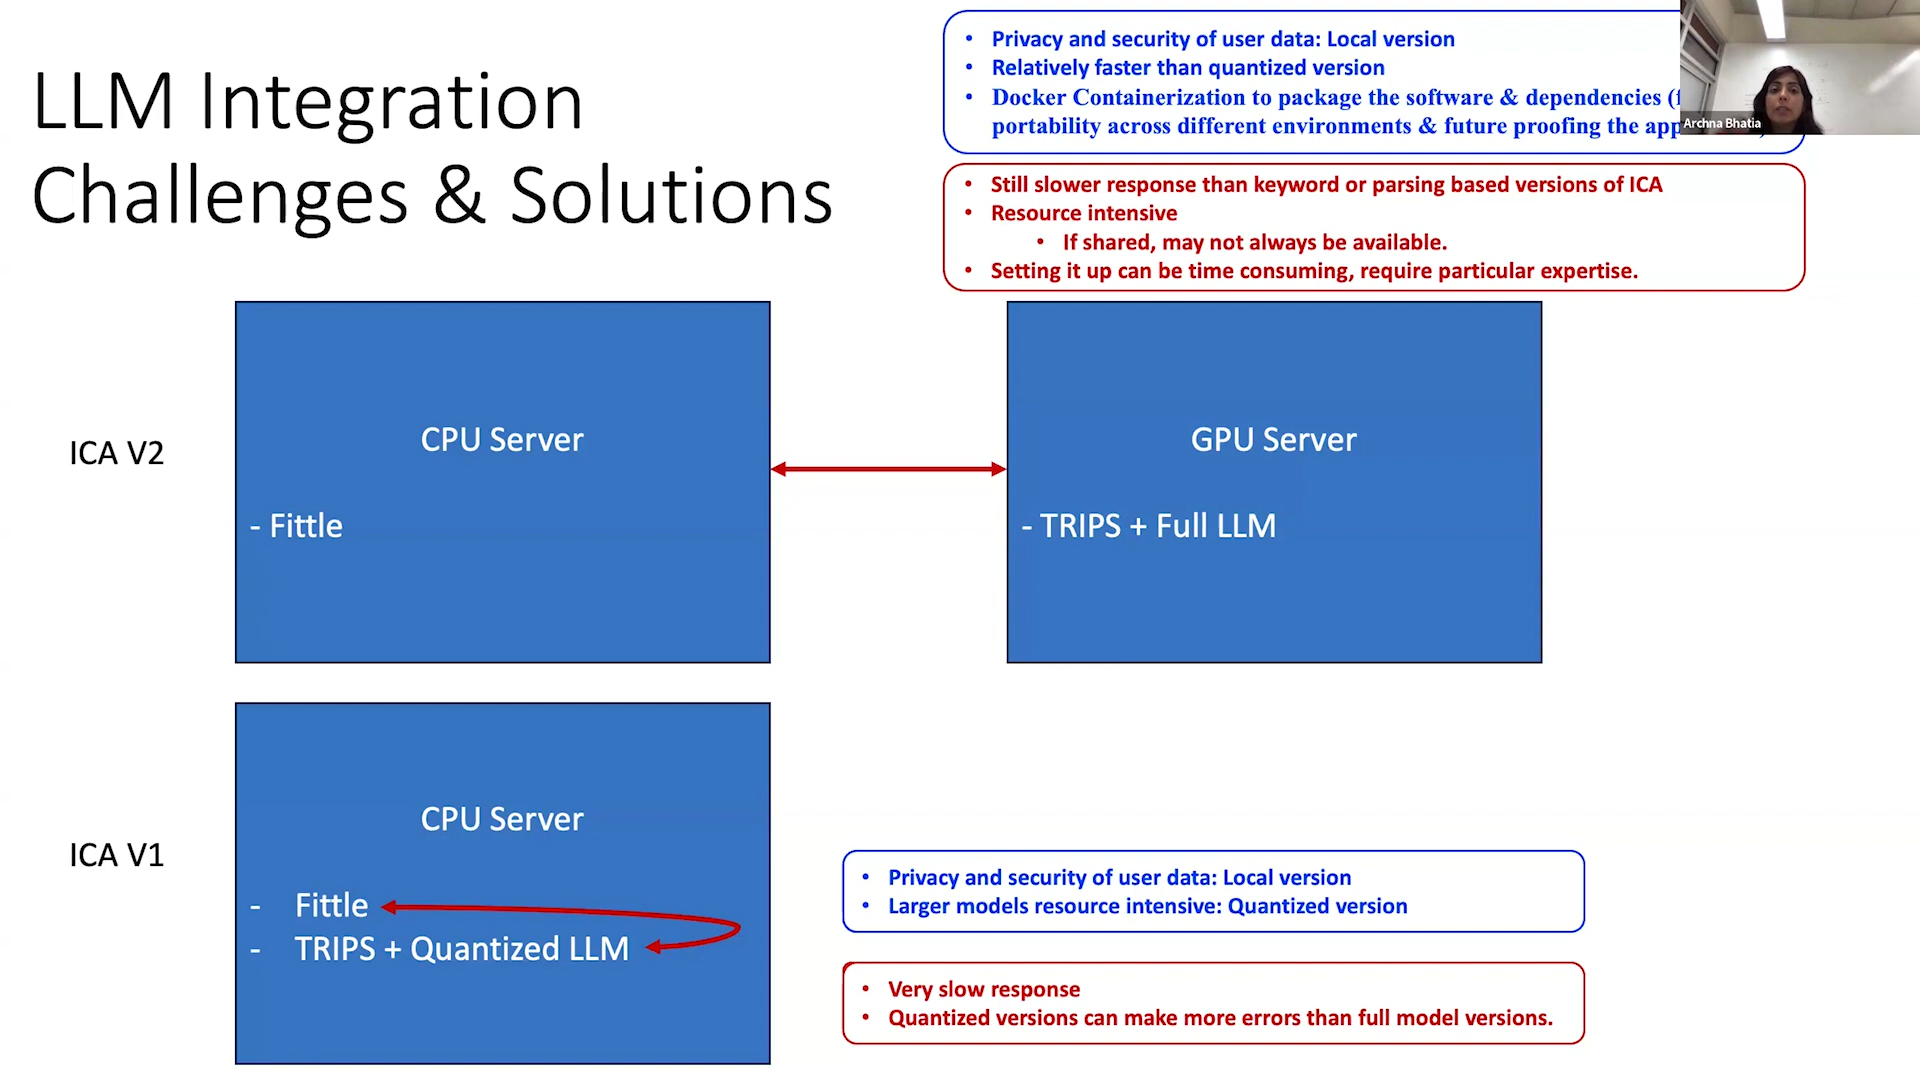 LLM Integration
Challenges & Solutions
• Privacy and security of user data: Local version
• Relatively faster than quantized version
• Docker Containerization to package the software & dependencies
portability across different environments & future proofing the
Archna Bhatia
• Still slower response than keyword or parsing based versions of ICA
• Resource intensive
• If shared, may not always be available.
• Setting it up can be time consuming, require particular expertise.
ICA V2
CPU Server
- Fittle
GPU Server
- TRIPS + Full LLM
ICA V1
CPU Server
- Fittle
- TRIPS + Quantized LLM
• Privacy and security of user data: Local version
• Larger models resource intensive: Quantized version
• Very slow response
• Quantized versions can make more errors than full model versions.